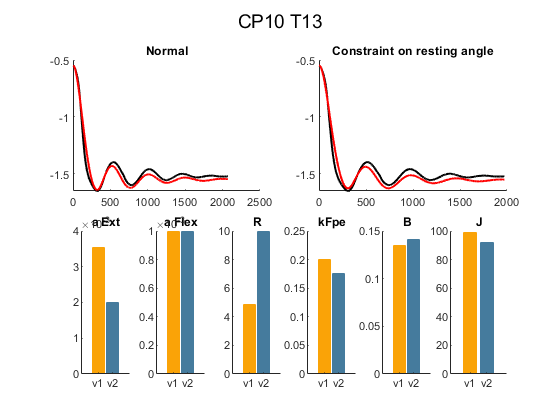 CP10 T13
Normal
Constraint on resting angle
-0.5
-1
-1.5
0 500 1000 1500 2000 2500
-0.5
-1
-1.5
0 500 1000 1500 2000
Ext
a Flex
R
kFpe
B
J
4
3
2
1
0
v1 v2
1
0.8
0.6
0.4
0.2
0
v1 v2
10
8
6
4
2
0
v1 v2
0.25
0.2
0.15
0.1
0.05
0
v1 v2
0.15
0.1
0.05
0
v1 v2
100
80
60
40
20
0
v1 v2